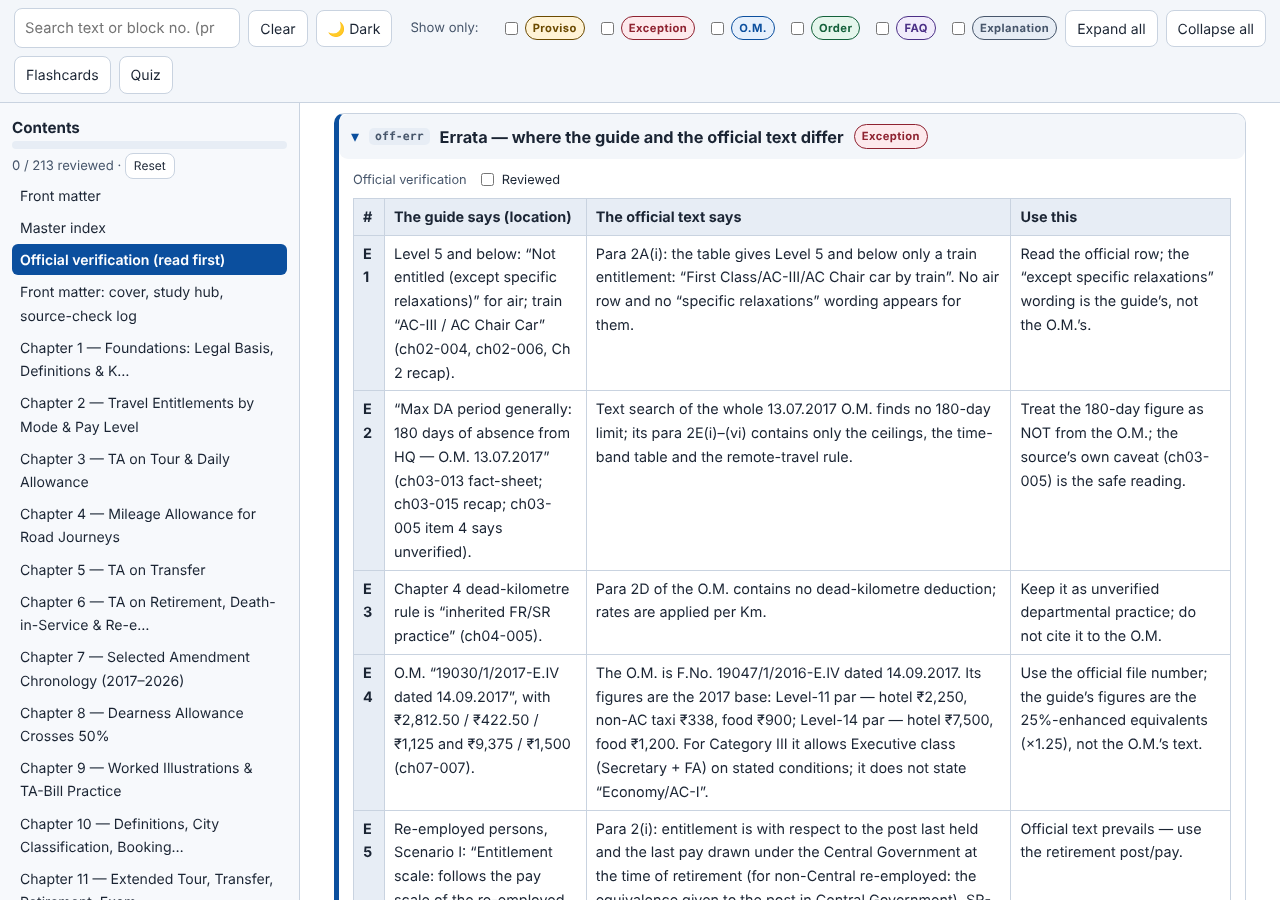 Search text or block no. (pr
Clear
🌙 Dark
Show only:
Proviso
Exception
O.M.
Order
FAQ
Explanation
Expand all
Collapse all
Flashcards
Quiz
Contents
0 / 213 reviewed · Reset
Front matter
Master index
Official verification (read first)
Front matter: cover, study hub,
source-check log
Chapter 1 — Foundations: Legal Basis,
Definitions & K...
Chapter 2 — Travel Entitlements by
Mode & Pay Level
Chapter 3 — TA on Tour & Daily
Allowance
Chapter 4 — Mileage Allowance for
Road Journeys
Chapter 5 — TA on Transfer
Chapter 6 — TA on Retirement, Death-
in-Service & Re-e...
Chapter 7 — Selected Amendment
Chronology (2017–2026)
Chapter 8 — Dearness Allowance
Crosses 50%
Chapter 9 — Worked Illustrations &
TA-Bill Practice
Chapter 10 — Definitions, City
Classification, Booking...
Chapter 11 — Extended Tour, Transfer,
▼ off-err Errata — where the guide and the official text differ Exception
Official verification Reviewed
# The guide says (location) The official text says Use this
E
1
Level 5 and below: “Not
entitled (except specific
relaxations)” for air; train
“AC-III / AC Chair Car”
(ch02-004, ch02-006, Ch
2 recap).
Para 2A(i): the table gives Level 5 and below only a train
entitlement: “First Class/AC-III/AC Chair car by train”. No air
row and no “specific relaxations” wording appears for
them.
Read the official row; the
“except specific relaxations”
wording is the guide’s, not
the O.M.’s.
E
2
“Max DA period generally:
180 days of absence from
HQ — O.M. 13.07.2017”
(ch03-013 fact-sheet;
ch03-015 recap; ch03-
005 item 4 says
unverified).
Text search of the whole 13.07.2017 O.M. finds no 180-day
limit; its para 2E(i)–(vi) contains only the ceilings, the time-
band table and the remote-travel rule.
Treat the 180-day figure as
NOT from the O.M.; the
source’s own caveat (ch03-
005) is the safe reading.
E
3
Chapter 4 dead-kilometre
rule is “inherited FR/SR
practice” (ch04-005).
Para 2D of the O.M. contains no dead-kilometre deduction;
rates are applied per Km.
Keep it as unverified
departmental practice; do
not cite it to the O.M.
E
4
O.M. “19030/1/2017-E.IV
dated 14.09.2017”, with
₹2,812.50 / ₹422.50 /
₹1,125 and ₹9,375 / ₹1,500
(ch07-007).
The O.M. is F.No. 19047/1/2016-E.IV dated 14.09.2017. Its
figures are the 2017 base: Level-11 par — hotel ₹2,250,
non-AC taxi ₹338, food ₹900; Level-14 par — hotel ₹7,500,
food ₹1,200. For Category III it allows Executive class
(Secretary + FA) on stated conditions; it does not state
“Economy/AC-I”.
Use the official file number;
the guide’s figures are the
25%-enhanced equivalents
(×1.25), not the O.M.’s text.
E
5
Re-employed persons,
Scenario I: “Entitlement
scale: follows the pay
Para 2(i): entitlement is with respect to the post last held
and the last pay drawn under the Central Government at
the time of retirement (for non-Central re-employed: the
Official text prevails — use
the retirement post/pay.